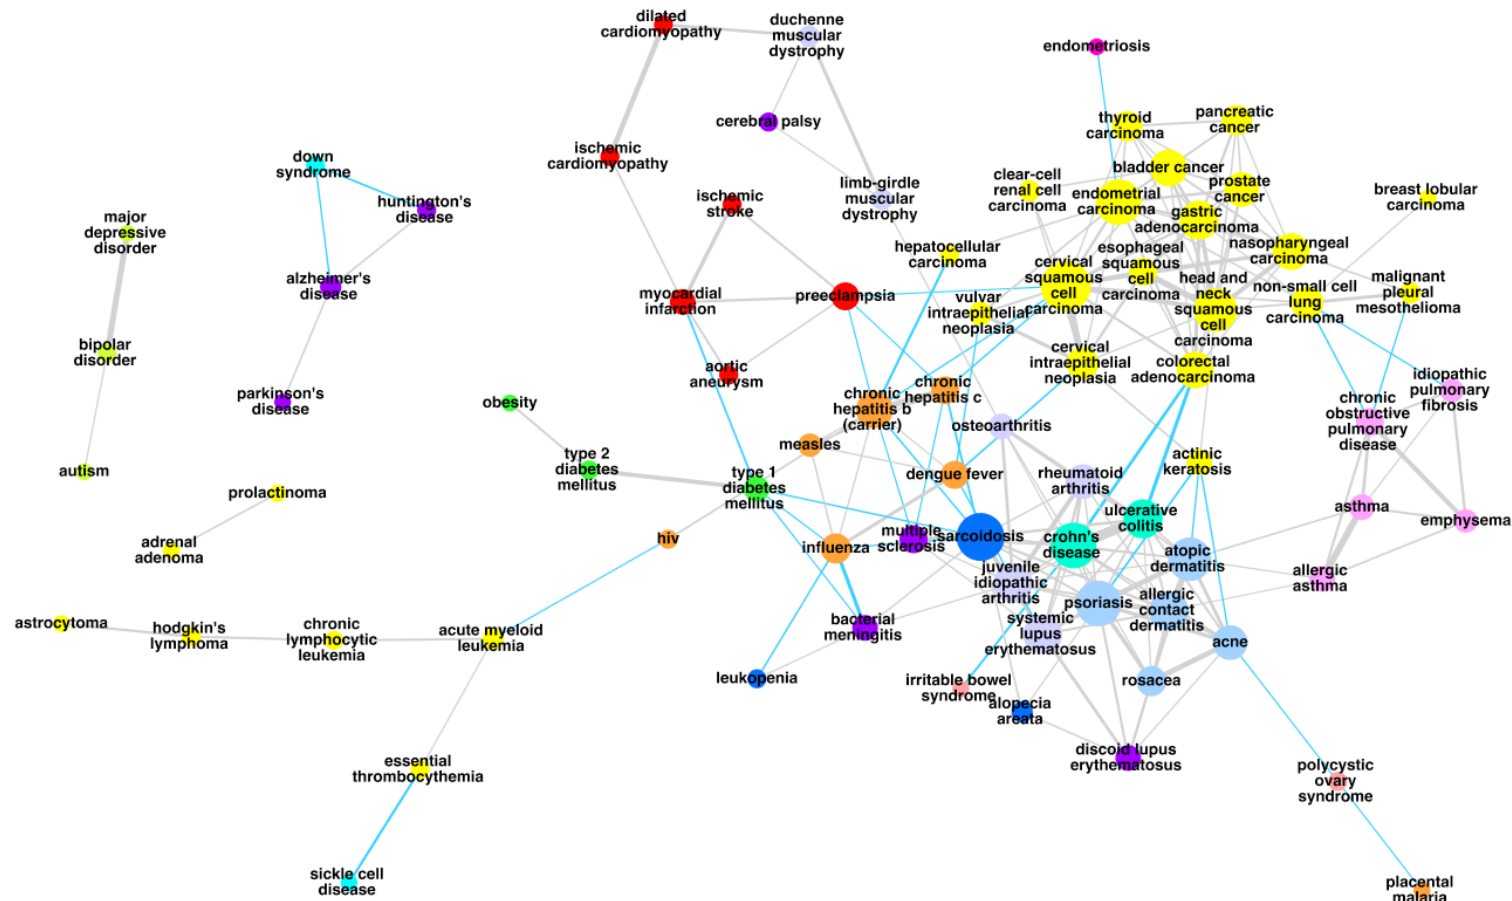 dilated
cardiomyopathy
duchenne
muscular
dystrophy
endometriosis
cerebral palsy
thyroid
carcinoma
pancreatic
cancer
down
syndrome
ischemic
cardiomyopathy
bladder cancer
clear-cell
renal cell
carcinoma
endometrial
carcinoma
prostate
cancer
breast lobular
carcinoma
limb-girdle
muscular
dystrophy
ischemic
stroke
huntington's
disease
gastric
adenocarcinoma
major
depressive
disorder
hepatocellular
carcinoma
esophageal
squamous
cell
carcinoma
nasopharyngeal
carcinoma
alzheimer's
disease
cervical
squamous
cell
carcinoma
head and
neck
squamous
cell
carcinoma
non-small cell
lung
carcinoma
malignant
pleural
mesothelioma
myocardial
infarction
preeclampsia
vulvar
intraepithelial
neoplasia
bipolar
disorder
cervical
intraepithelial
neoplasia
colorectal
adenocarcinoma
aortic
aneurysm
parkinson's
disease
obesity
chronic
hepatitis b
(carrier)
chronic
hepatitis c
idiopathic
pulmonary
fibrosis
chronic
obstructive
pulmonary
disease
osteoarthritis
measles
autism
type 2
diabetes
mellitus
type 1
diabetes
mellitus
dengue fever
rheumatoid
arthritis
actinic
keratosis
prolactinoma
adrenal
adenoma
hiv
influenza
multiple
sclerosis
sarcoidosis
crohn's
disease
ulcerative
colitis
asthma
emphysema
atopic
dermatitis
juvenile
idiopathic
arthritis
allergic
asthma
psoriasis
allergic
contact
dermatitis
astrocytoma
hodgkin's
lymphoma
chronic
lymphocytic
leukemia
acute myeloid
leukemia
bacterial
meningitis
systemic
lupus
erythematosus
acne
leukopenia
irritable bowel
syndrome
rosacea
alopecia
areata
discoid lupus
erythematosus
essential
thrombocythemia
polycystic
ovary
syndrome
sickle cell
disease
placental
malaria